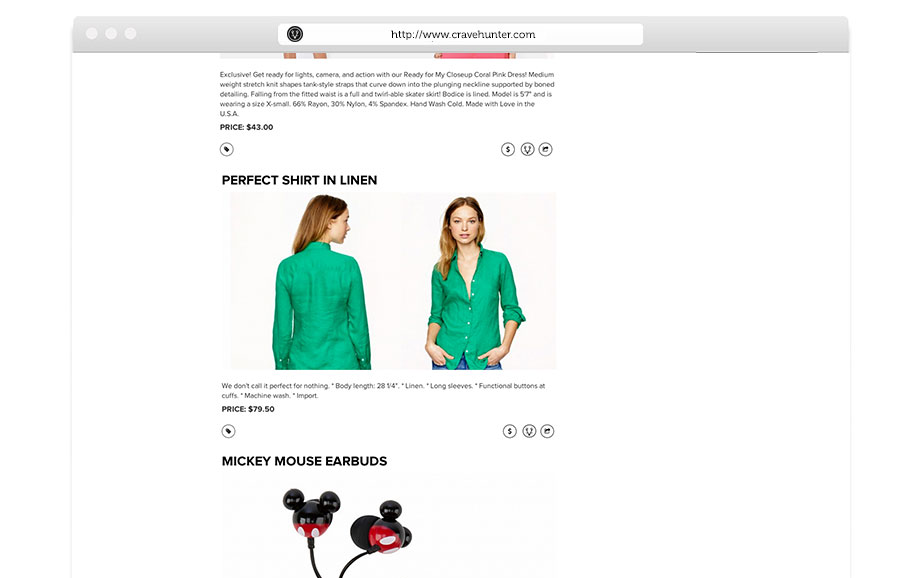 http://www.cravehunter.com
Exclusive! Get ready for lights, camera, and action with our Ready for My Closeup Coral Pink Dress! Medium
weight stretch knit shapes tank-style straps that curve down into the plunging neckline supported by boned
detailing. Falling from the fitted waist is a full and twirl-able skater skirt! Bodice is lined. Model is 5'7" and is
wearing a size X-small. 66% Rayon, 30% Nylon, 4% Spandex. Hand Wash Cold. Made with Love in the
U.S.A.
PRICE: $43.00
$
PERFECT SHIRT IN LINEN
We don't call it perfect for nothing. * Body length: 28 1/4". * Linen. * Long sleeves. * Functional buttons at
cuffs. * Machine wash. * Import.
PRICE: $79.50
$
MICKEY MOUSE EARBUDS